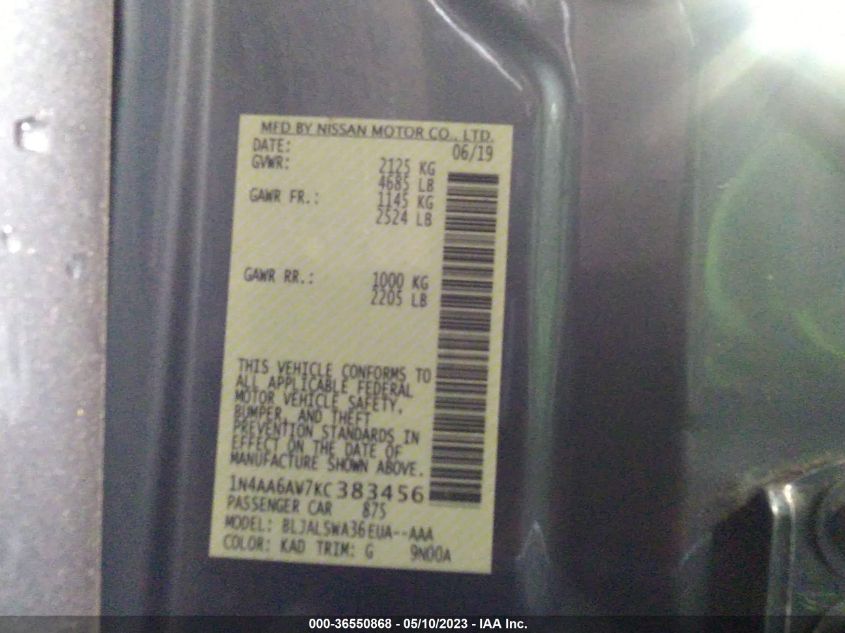 MFD BY NISSAN MOTOR CO., LTD.
DATE: 06/19
GVWR: 2125 KG
4685 LB
GAWR FR.: 1145 KG
2524 LB
GAWR RR.: 1000 KG
2205 LB
THIS VEHICLE CONFORMS TO
ALL APPLICABLE FEDERAL
MOTOR VEHICLE SAFETY,
BUMPER, AND THEFT
PREVENTION STANDARDS IN
EFFECT ON THE DATE OF
MANUFACTURE SHOWN ABOVE.
1N4AA6AV7KC383456
PASSENGER CAR 875
MODEL: BLJALSWA36EUA--AAA
COLOR: KAD TRIM: G 9N00A
000-36550868 - 05/10/2023 - IAA Inc.